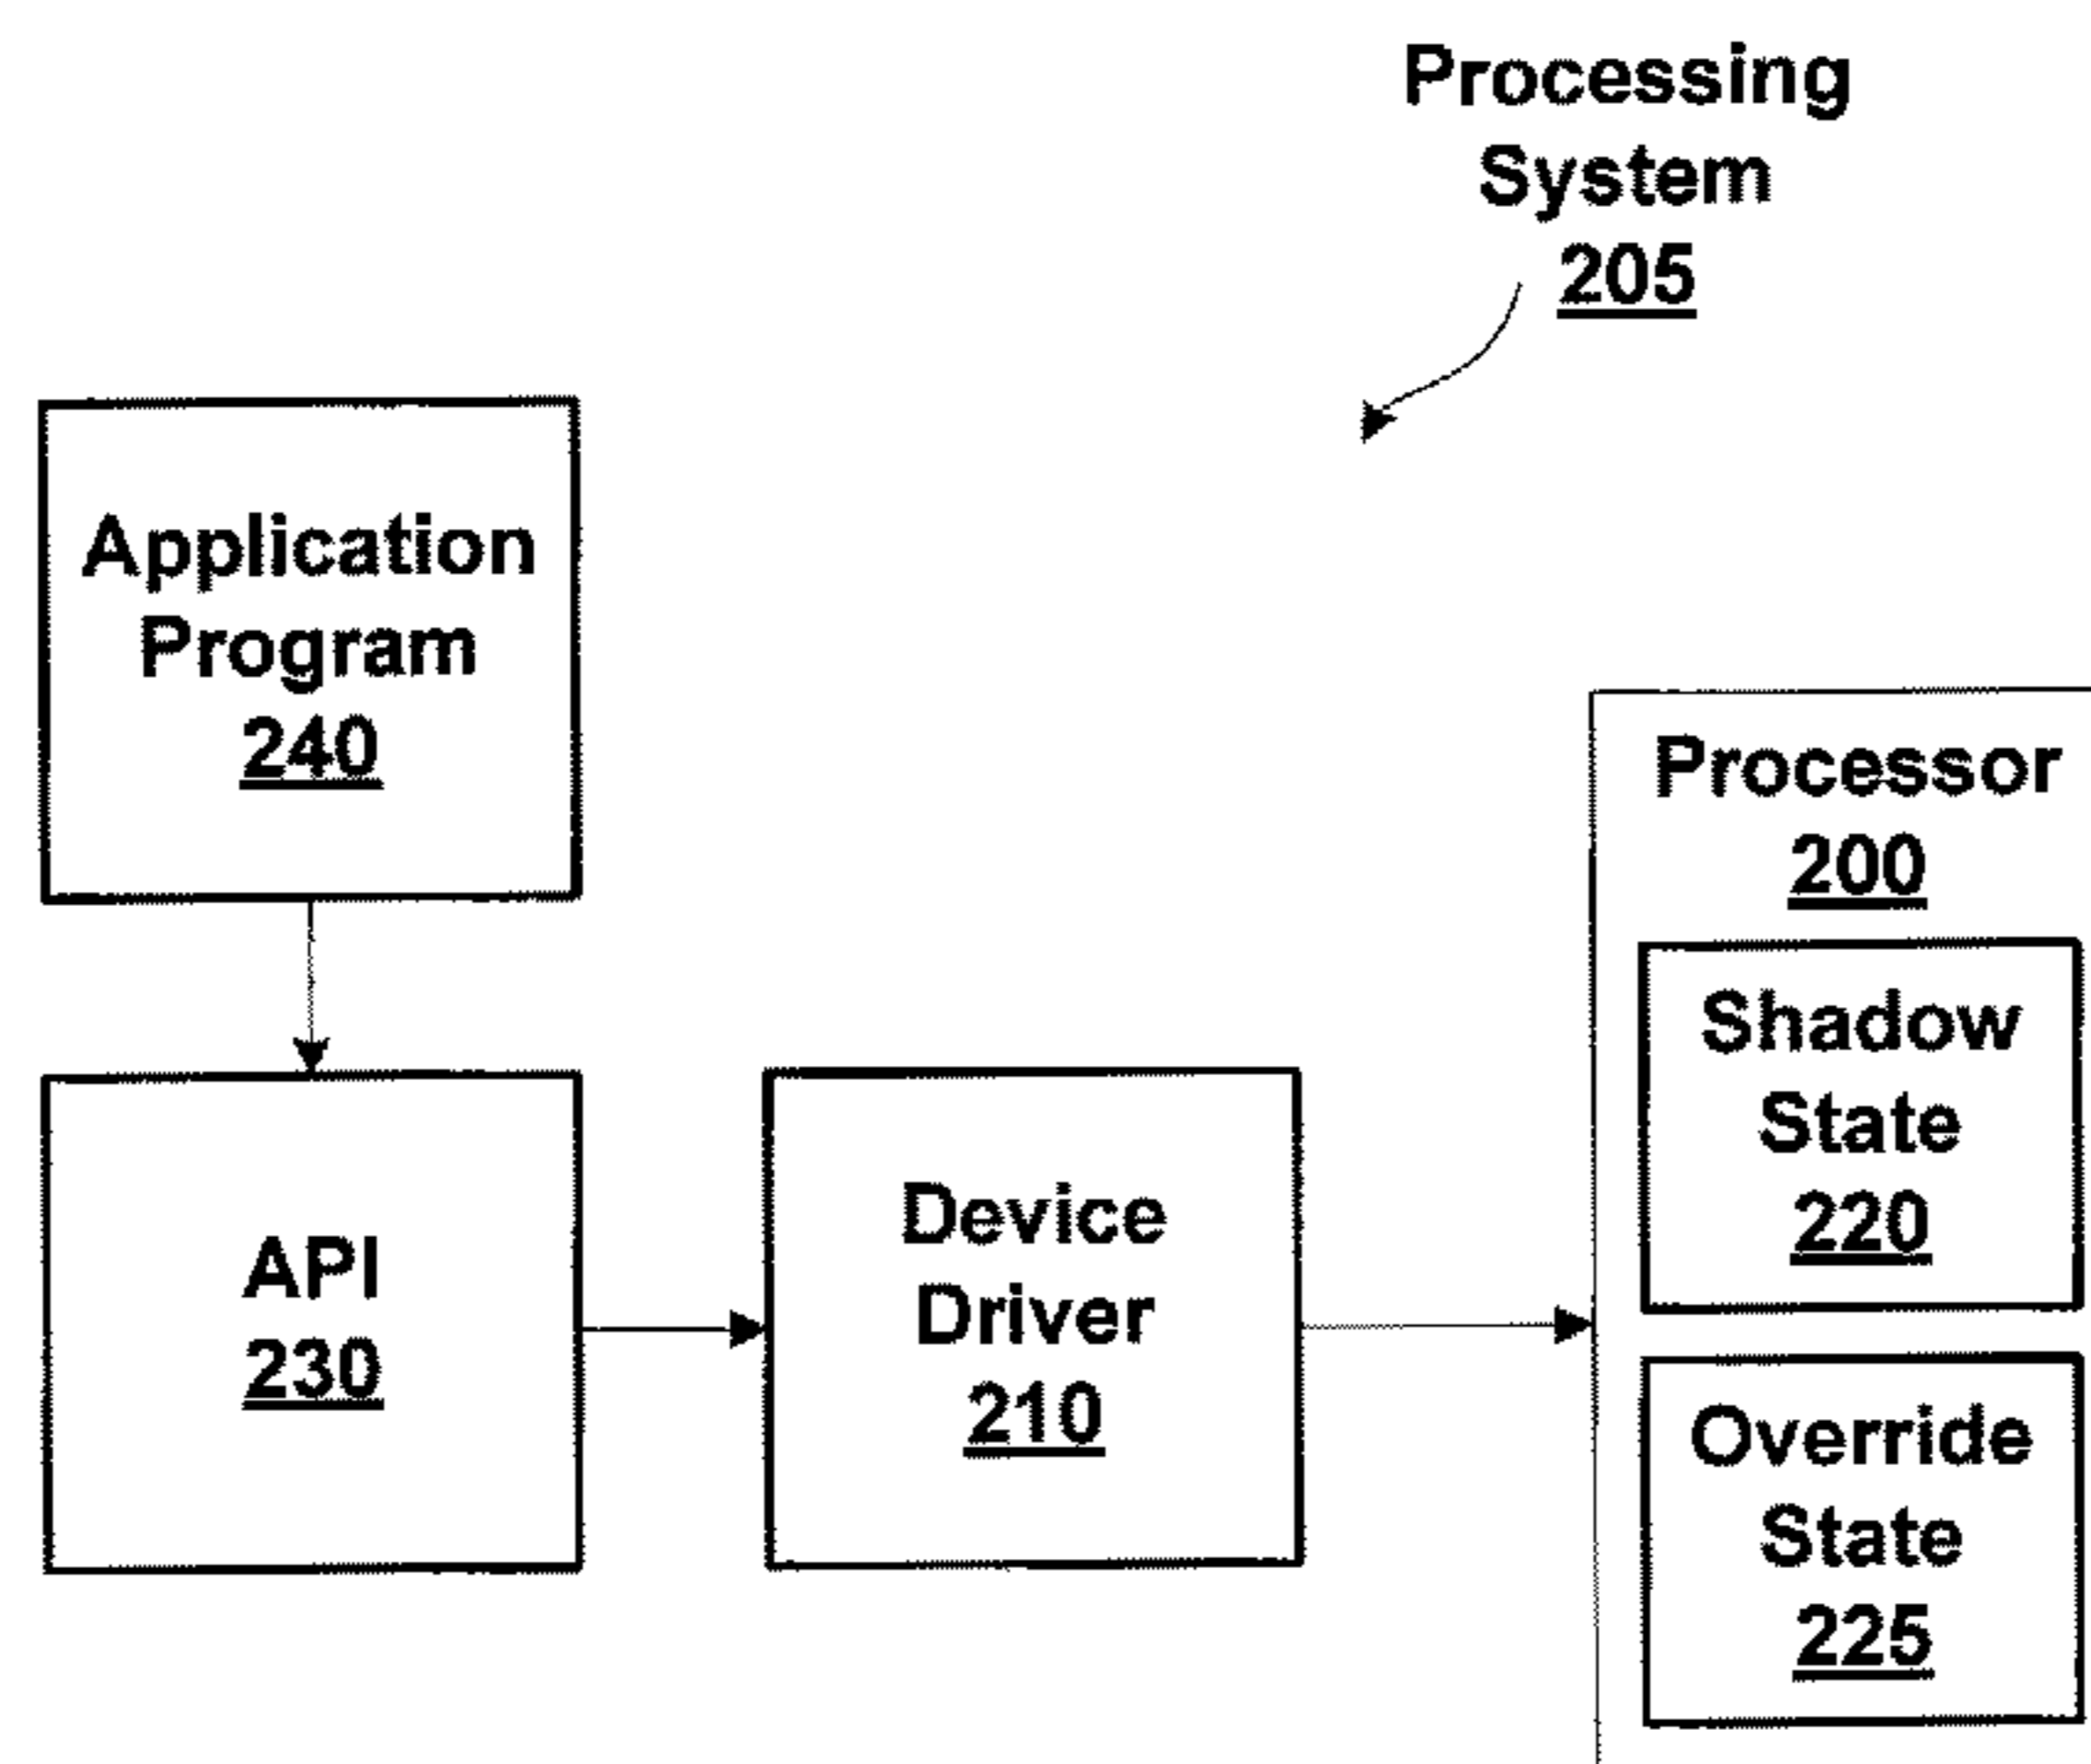 Processing
System
205
Application
Program
240
Processor
200
Shadow
State
220
API
230
Device
Driver
210
Override
State
225